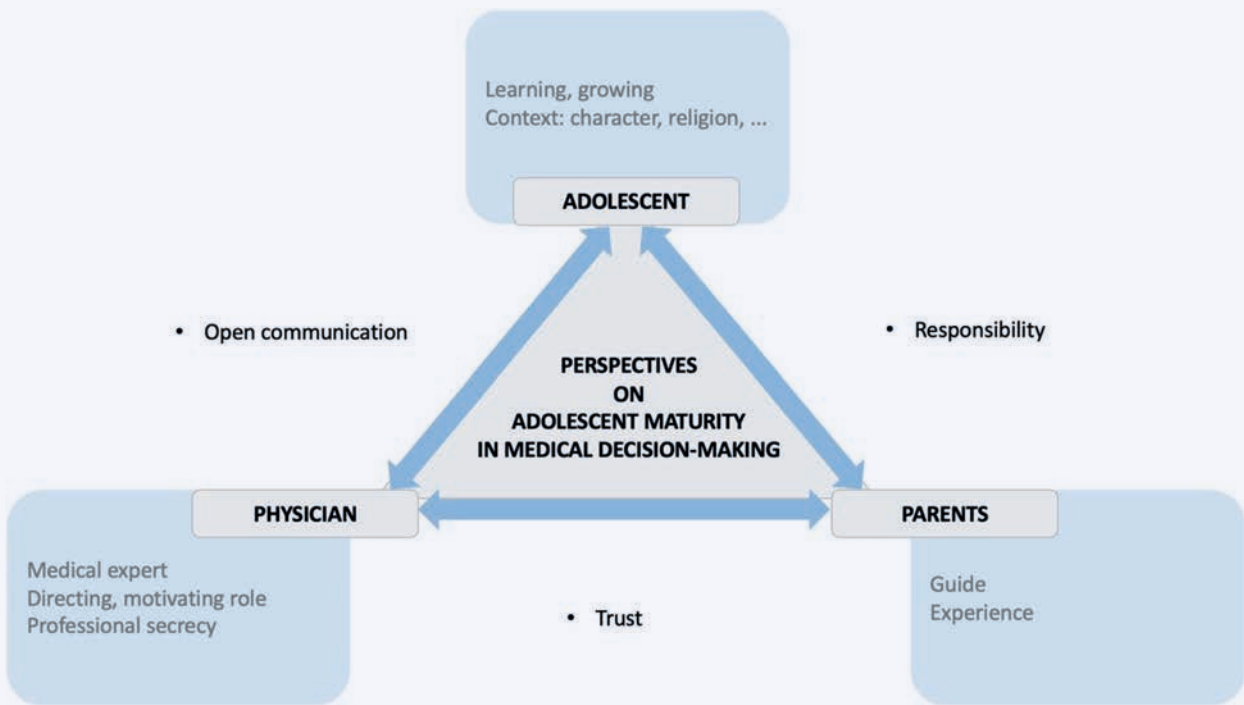 Learning, growing
Context: character, religion, ...
ADOLESCENT
• Open communication
• Responsibility
PERSPECTIVES
ON
ADOLESCENT MATURITY
IN MEDICAL DECISION-MAKING
PHYSICIAN
PARENTS
Medical expert
Directing, motivating role
Professional secrecy
• Trust
Guide
Experience